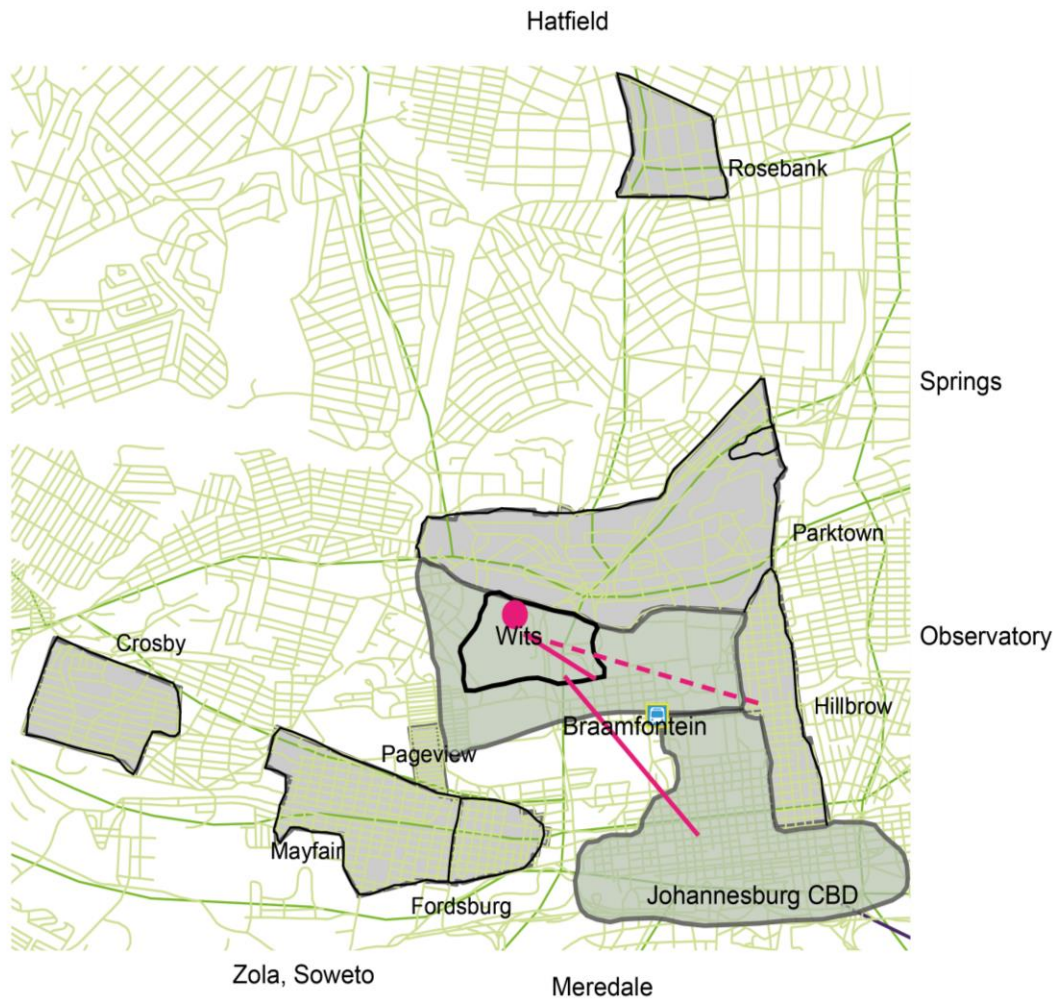 Hatfield
Rosebank
Springs
Parktown
Wits
Observatory
Crosby
Hillbrow
Braamfontein
Pageview
Mayfair
Johannesburg CBD
Fordsburg
Zola, Soweto
Meredale